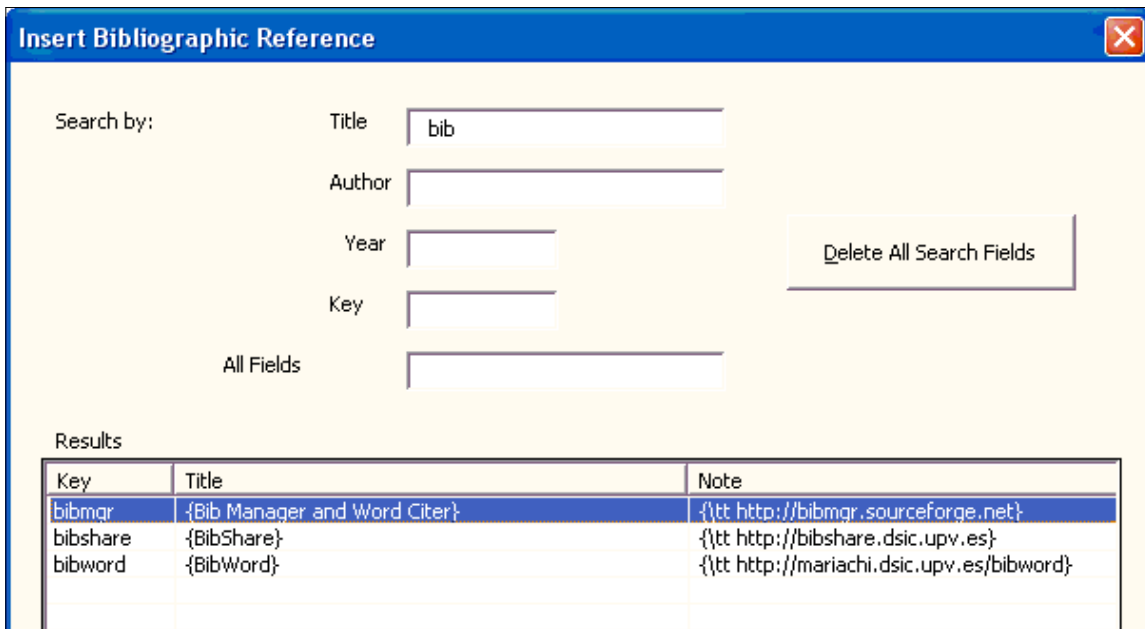 Insert Bibliographic Reference
Search by: Title bib
Author
Year
Delete All Search Fields
Key
All Fields
Results
Key Title Note
bibmgr {Bib Manager and Word Citer} {\tt http://bibmgr.sourceforge.net}
bibshare {BibShare} {\tt http://bibshare.dsic.upv.es}
bibword {BibWord} {\tt http://mariachi.dsic.upv.es/bibword}